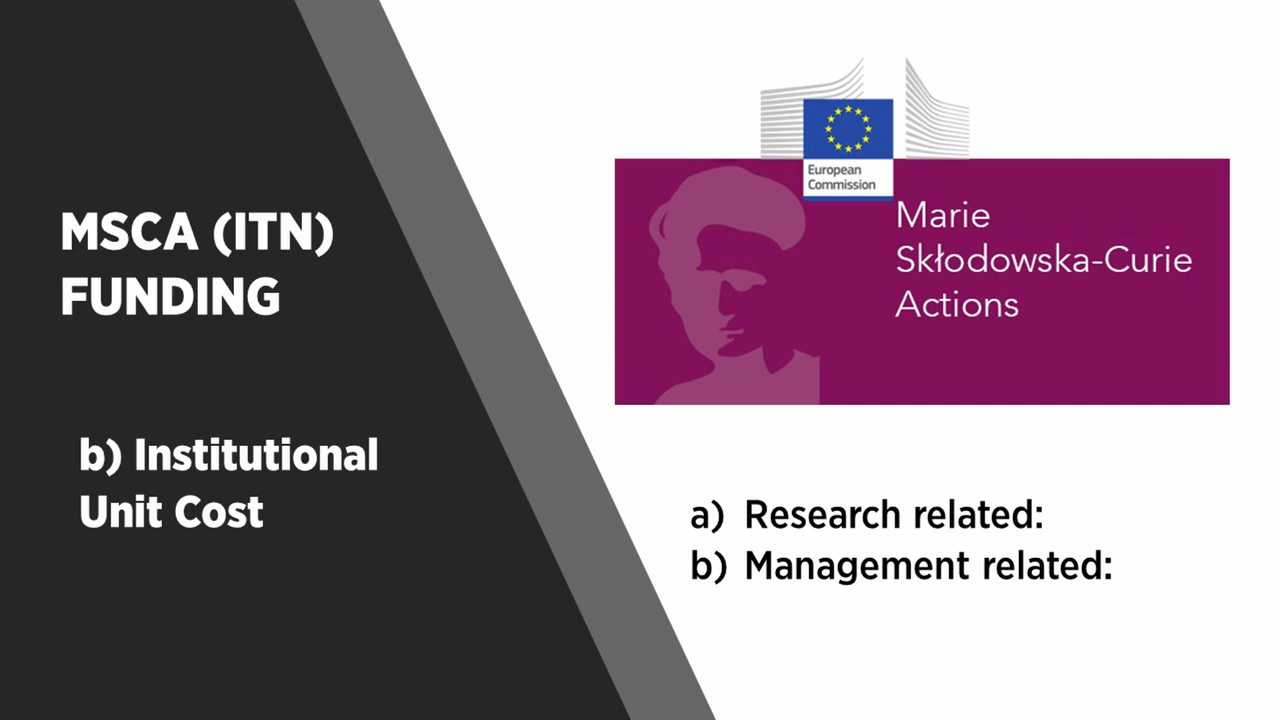 MSCA (ITN)
FUNDING
b) Institutional
Unit Cost
European
Commission
Marie
Skłodowska-Curie
Actions
a) Research related:
b) Management related: